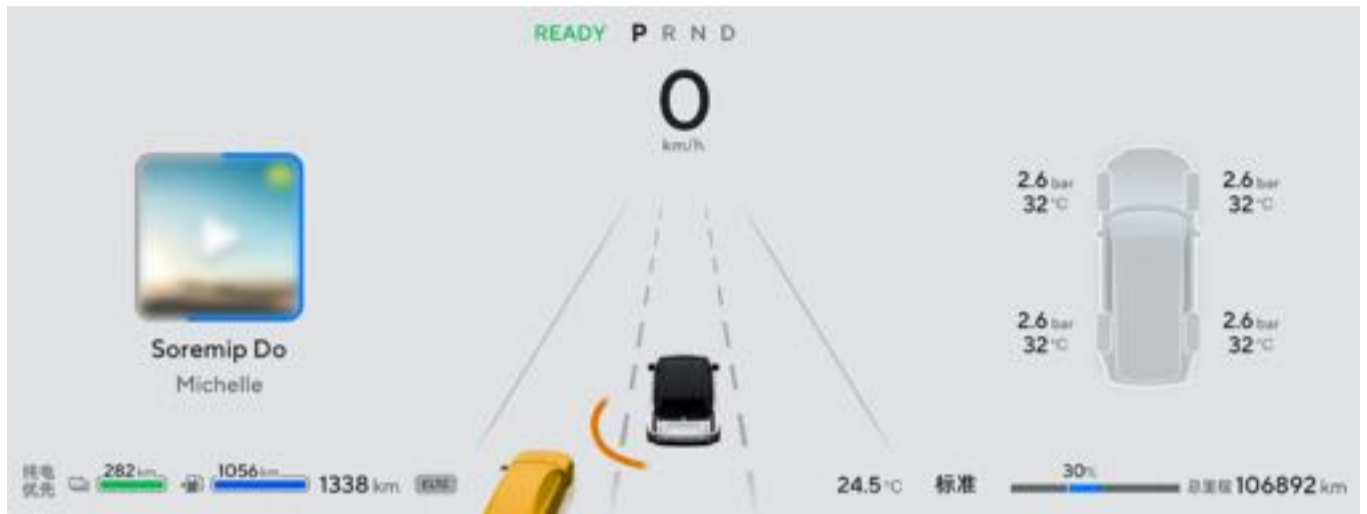 READY P R N D
0
km/h
2.6 bar
32 °C
2.6 bar
32 °C
2.6 bar
32 °C
2.6 bar
32 °C
Soremip Do
Michelle
纯电
优先
282 km
1056 km
1338 km
24.5 °C
标准
30%
总里程 106892 km